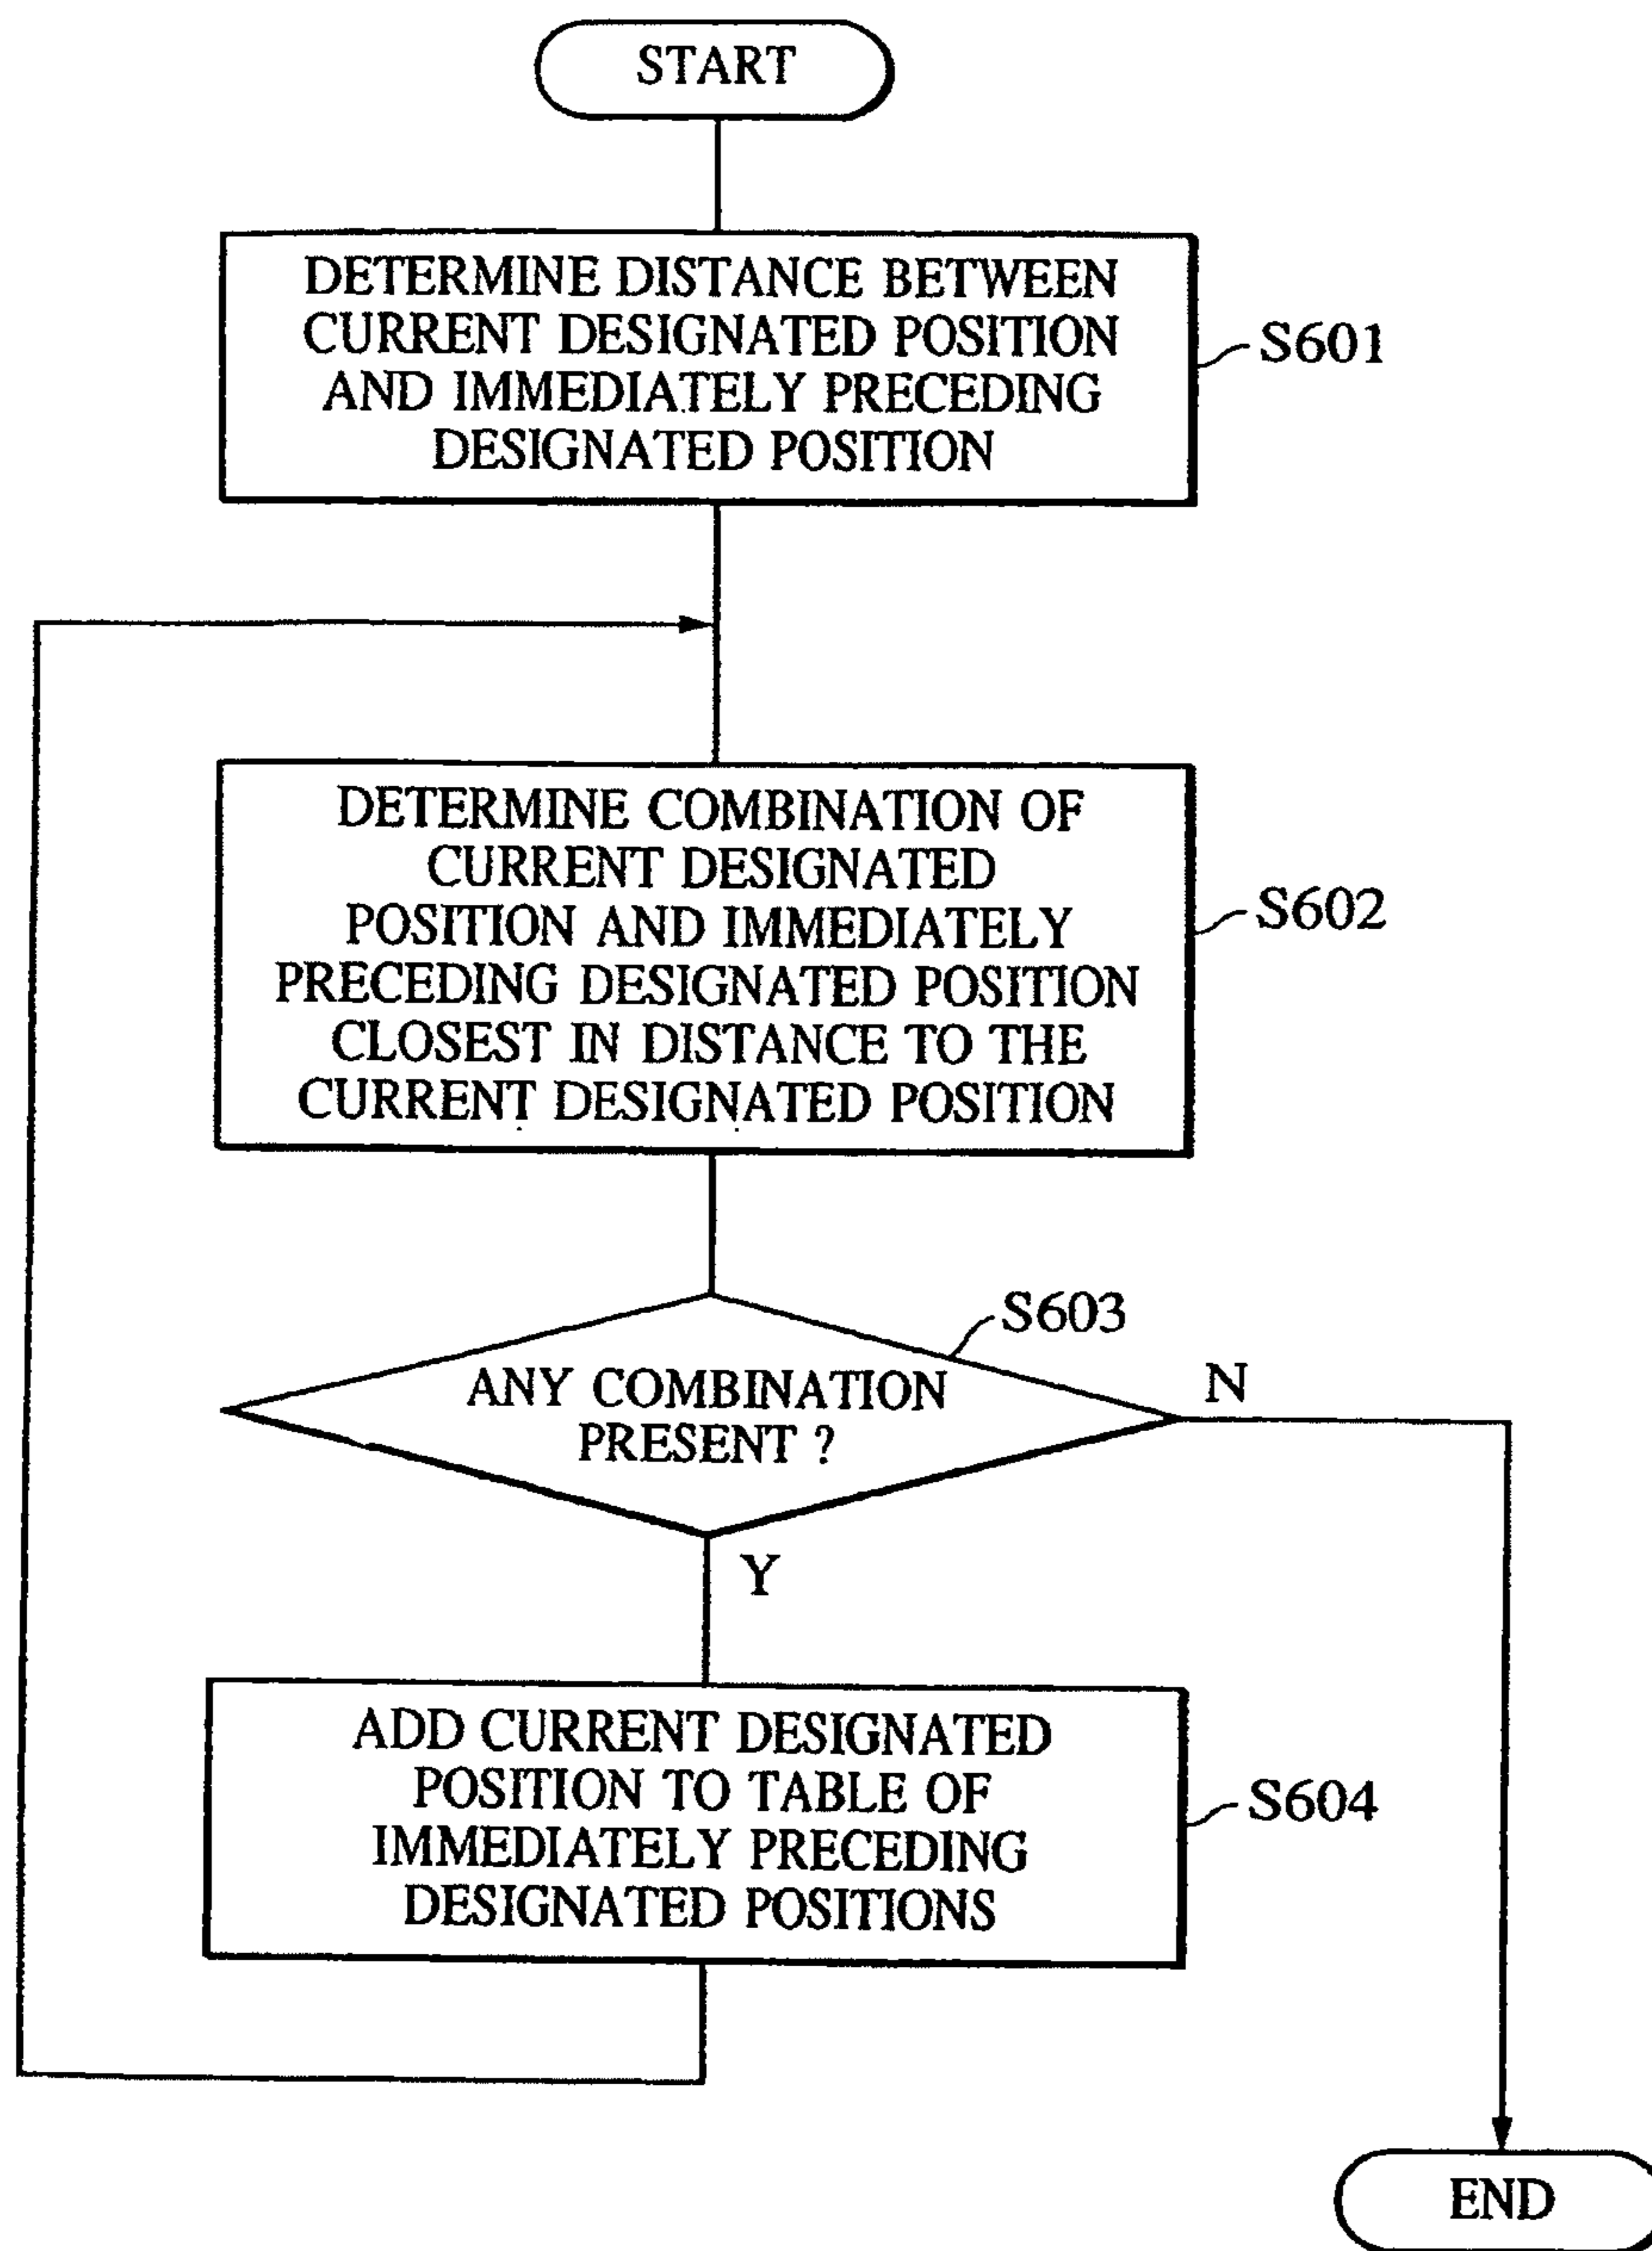 START
DETERMINE DISTANCE BETWEEN
CURRENT DESIGNATED POSITION
AND IMMEDIATELY PRECEDING
DESIGNATED POSITION
S601
DETERMINE COMBINATION OF
CURRENT DESIGNATED
POSITION AND IMMEDIATELY
PRECEDING DESIGNATED POSITION
CLOSEST IN DISTANCE TO THE
CURRENT DESIGNATED POSITION
S602
S603
ANY COMBINATION
PRESENT ?
N
Y
ADD CURRENT DESIGNATED
POSITION TO TABLE OF
IMMEDIATELY PRECEDING
DESIGNATED POSITIONS
S604
END